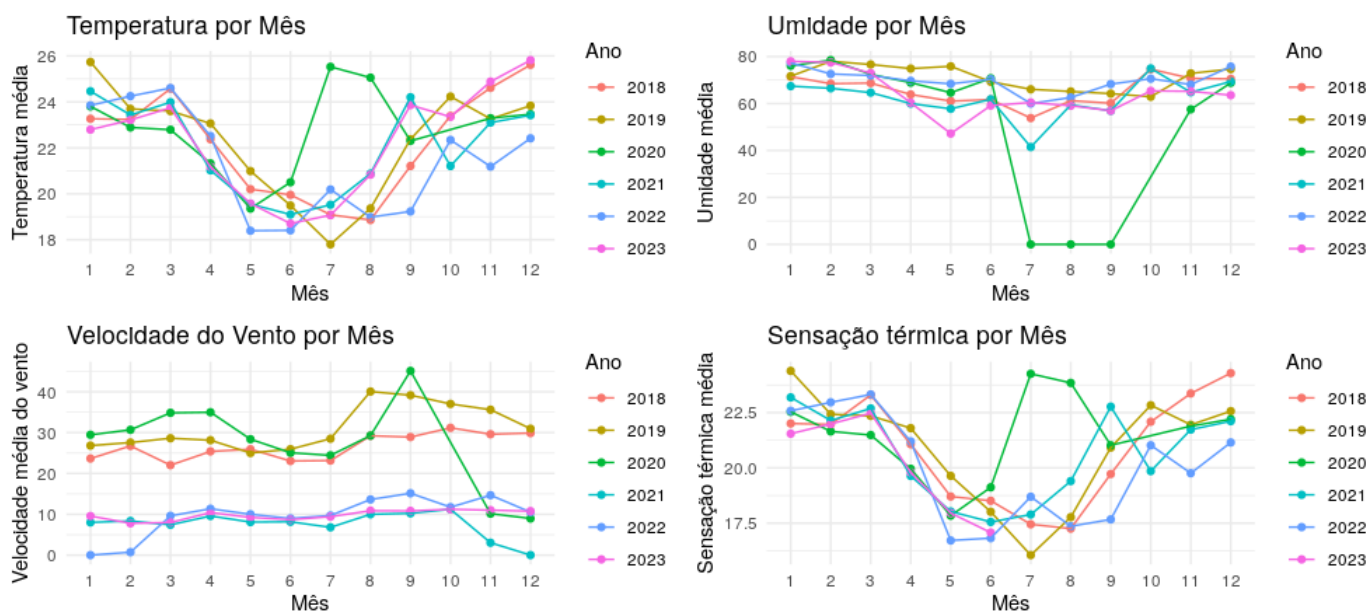 Temperatura por Mês
Temperatura média
26
24
22
20
18
1 2 3 4 5 6 7 8 9 10 11 12
Mês
Ano
2018
2019
2020
2021
2022
2023
Umidade por Mês
Umidade média
80
60
40
20
0
1 2 3 4 5 6 7 8 9 10 11 12
Mês
Ano
2018
2019
2020
2021
2022
2023
Velocidade do Vento por Mês
Velocidade média do vento
40
30
20
10
0
1 2 3 4 5 6 7 8 9 10 11 12
Mês
Ano
2018
2019
2020
2021
2022
2023
Sensação térmica por Mês
Sensação térmica média
22.5
20.0
17.5
1 2 3 4 5 6 7 8 9 10 11 12
Mês
Ano
2018
2019
2020
2021
2022
2023